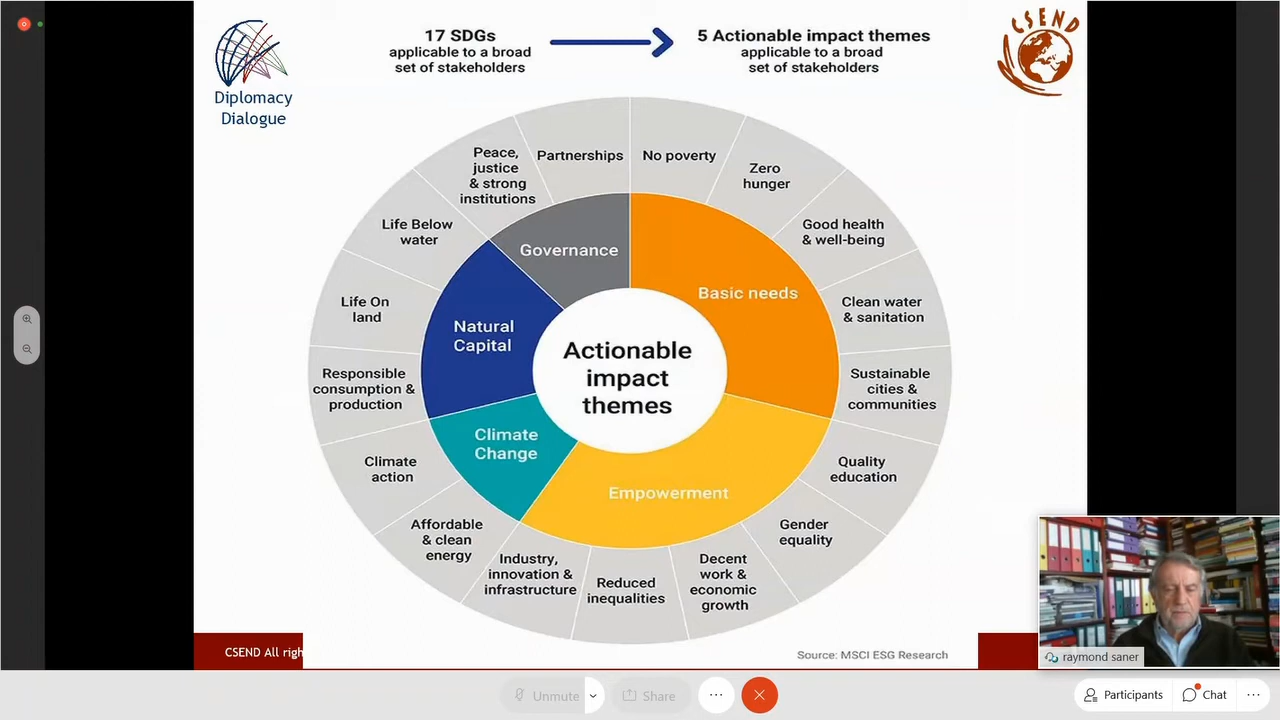 17 SDGs
applicable to a broad
set of stakeholders
5 Actionable impact themes
applicable to a broad
set of stakeholders
CSEND
Diplomacy
Dialogue
Partnerships
No poverty
Peace,
justice
& strong
institutions
Zero
hunger
Life Below
water
Good health
& well-being
Governance
Basic needs
Life On
land
Clean water
& sanitation
Natural
Capital
Actionable
impact
themes
Responsible
consumption &
production
Sustainable
cities &
communities
Climate
Change
Climate
action
Quality
education
Empowerment
Affordable
& clean
energy
Gender
equality
Industry,
innovation &
infrastructure
Reduced
inequalities
Decent
work &
economic
growth
CSEND All righ
Source: MSCI ESG Research
raymond saner
Unmute
Share
Participants
Chat